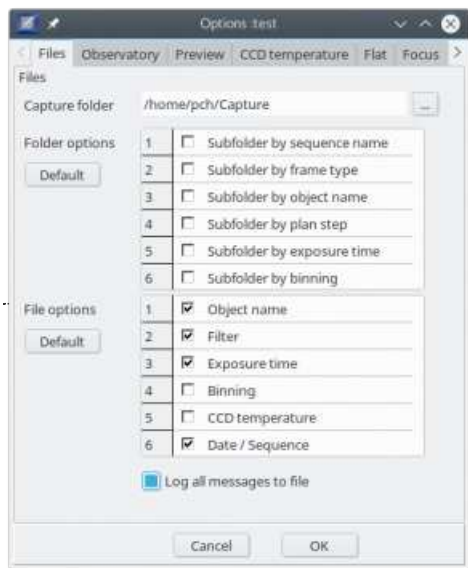 Options :test
Files Observatory Preview CCD temperature Flat Focus
Files
Capture folder /home/pch/Capture ...
Folder options
Default
1 Subfolder by sequence name
2 Subfolder by frame type
3 Subfolder by object name
4 Subfolder by plan step
5 Subfolder by exposure time
6 Subfolder by binning
File options
Default
1 Object name
2 Filter
3 Exposure time
4 Binning
5 CCD temperature
6 Date / Sequence
Log all messages to file
Cancel OK